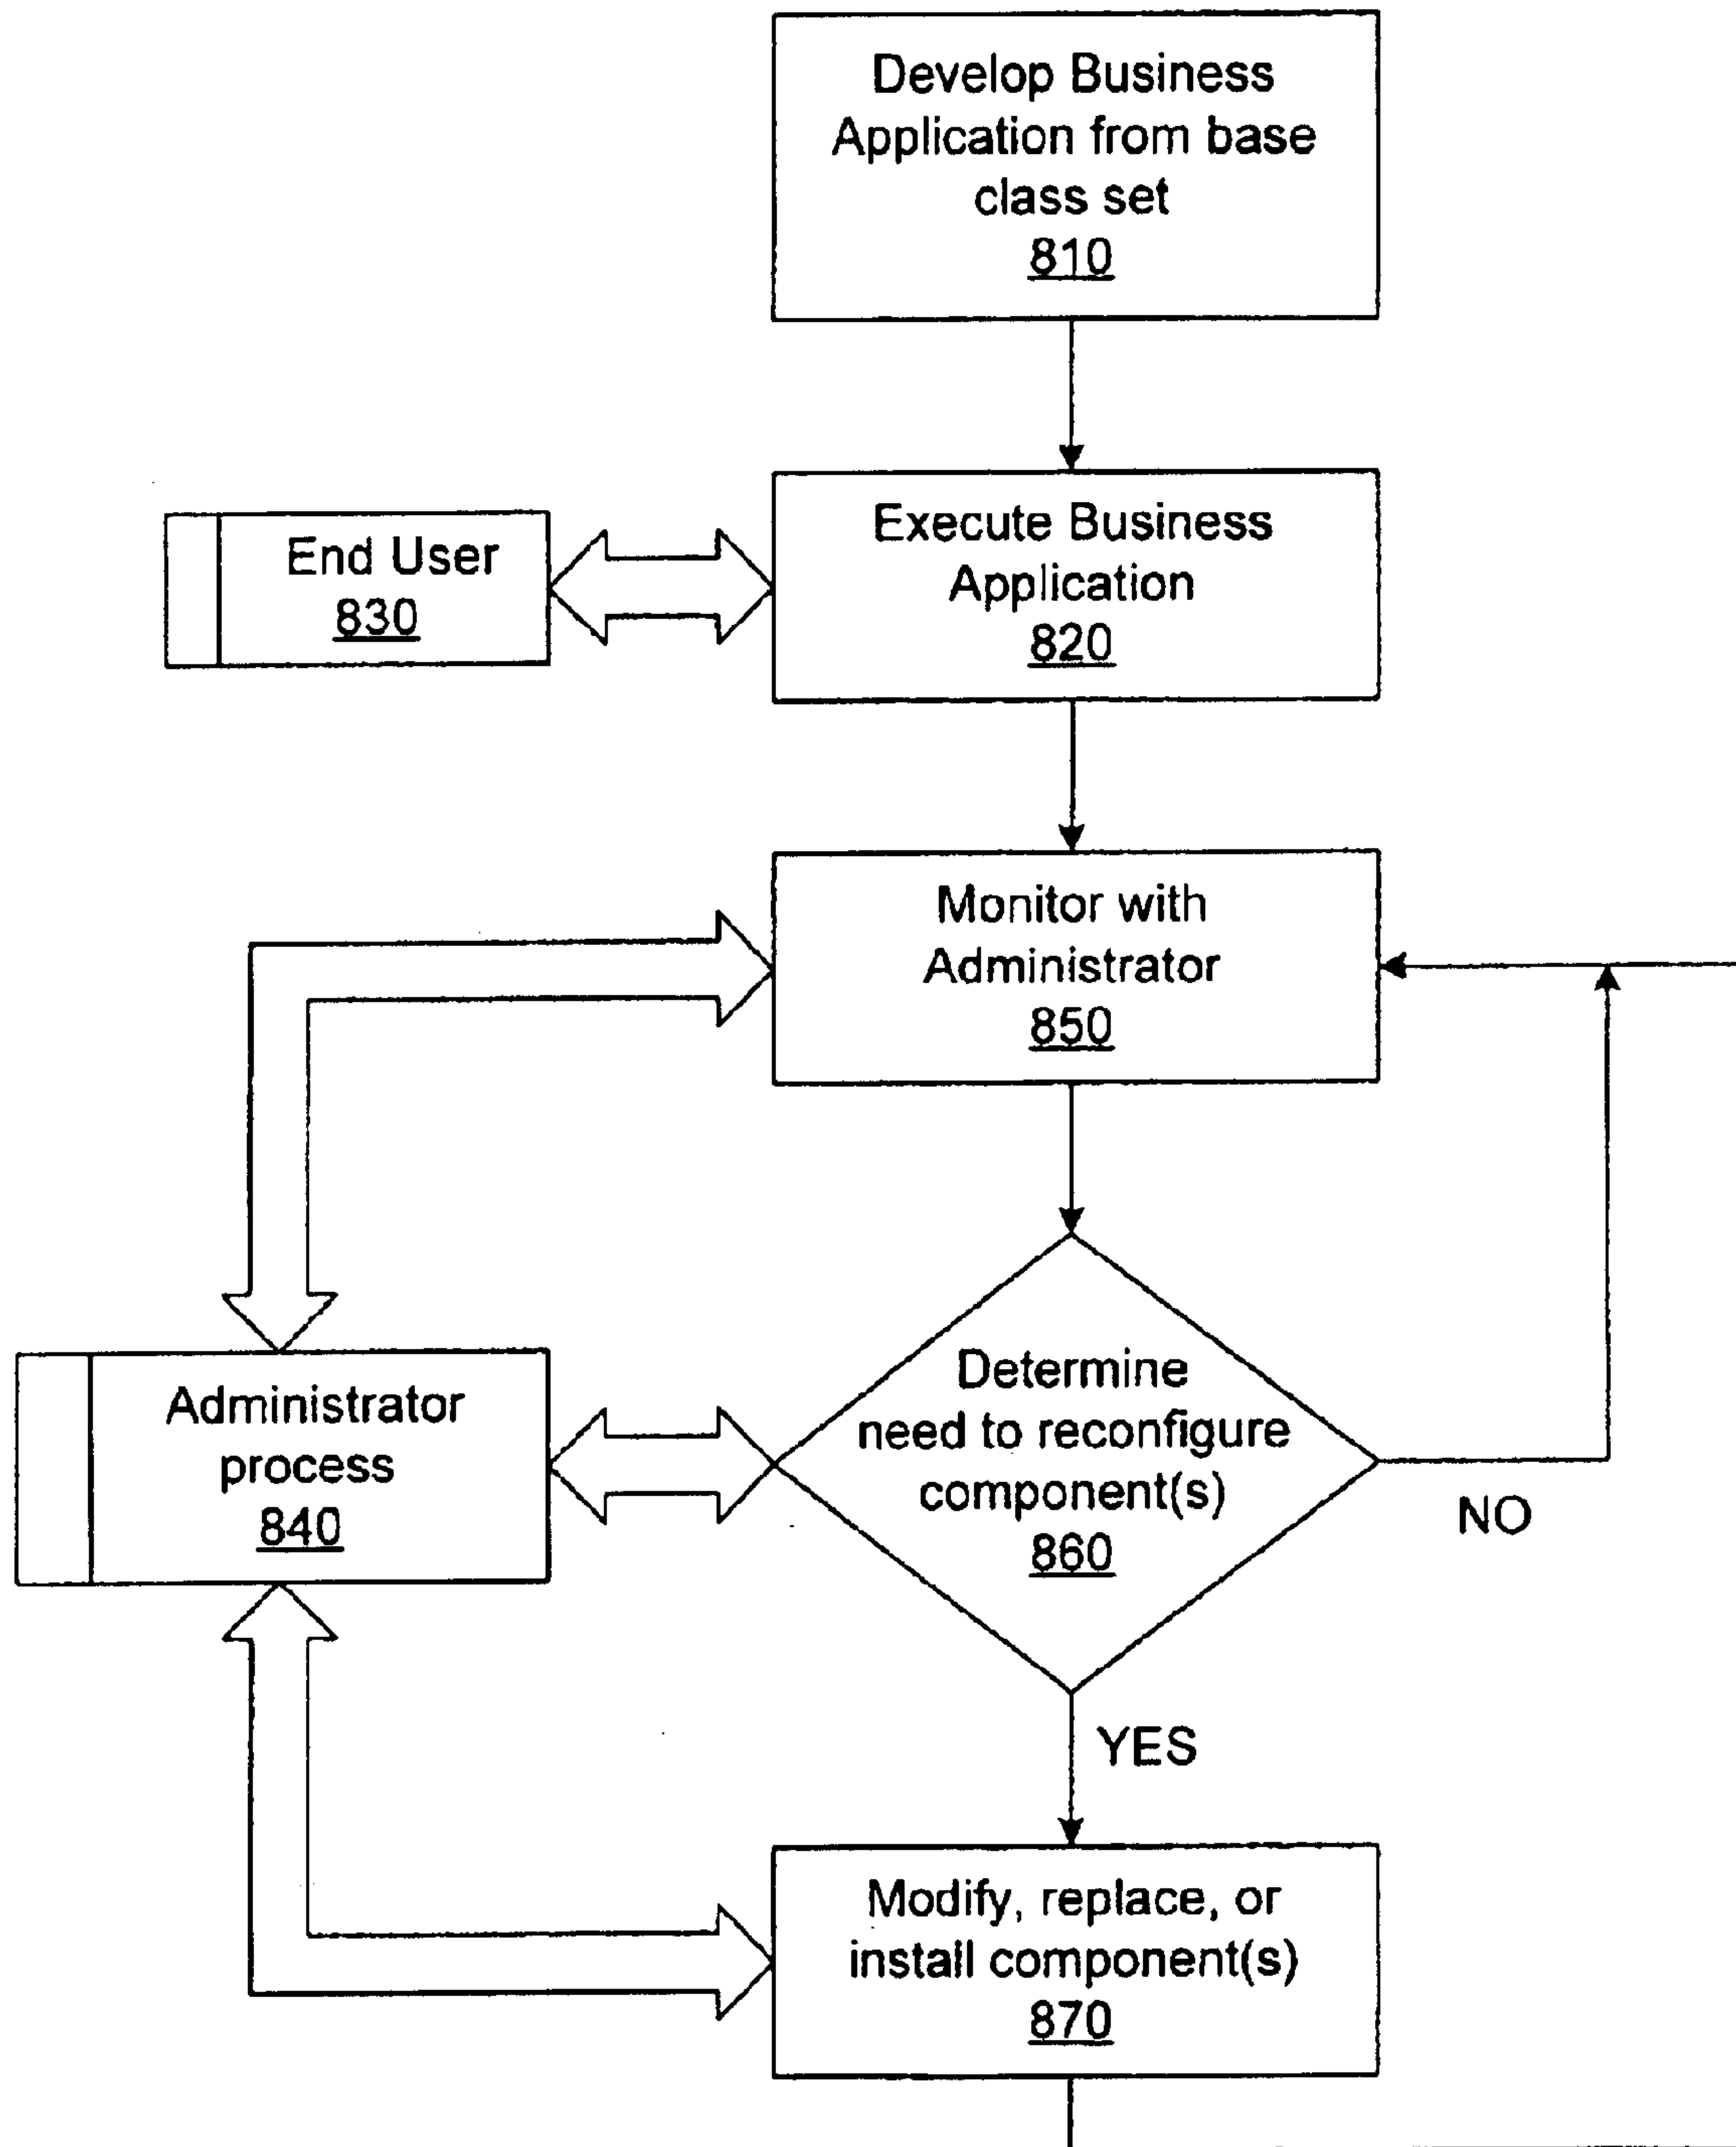 Develop Business
Application from base
class set
810
End User
830
Execute Business
Application
820
Monitor with
Administrator
850
Administrator
process
840
Determine
need to reconfigure
component(s)
860
NO
YES
Modify, replace, or
install component(s)
870